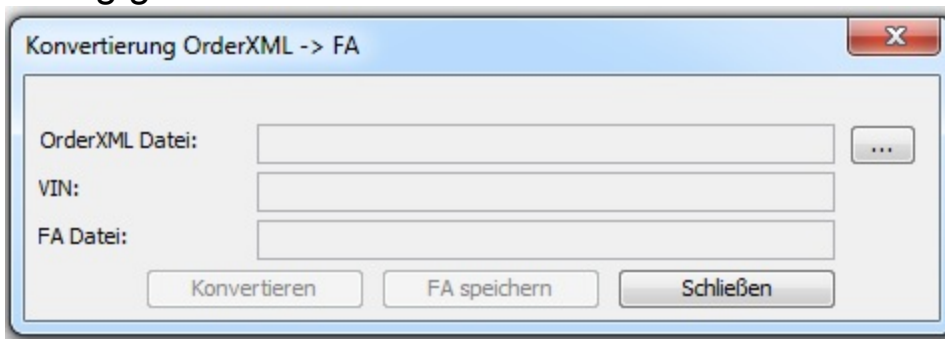 Konvertierung OrderXML -> FA
OrderXML Datei:
...
VIN:
FA Datei:
Konvertieren FA speichern Schließen